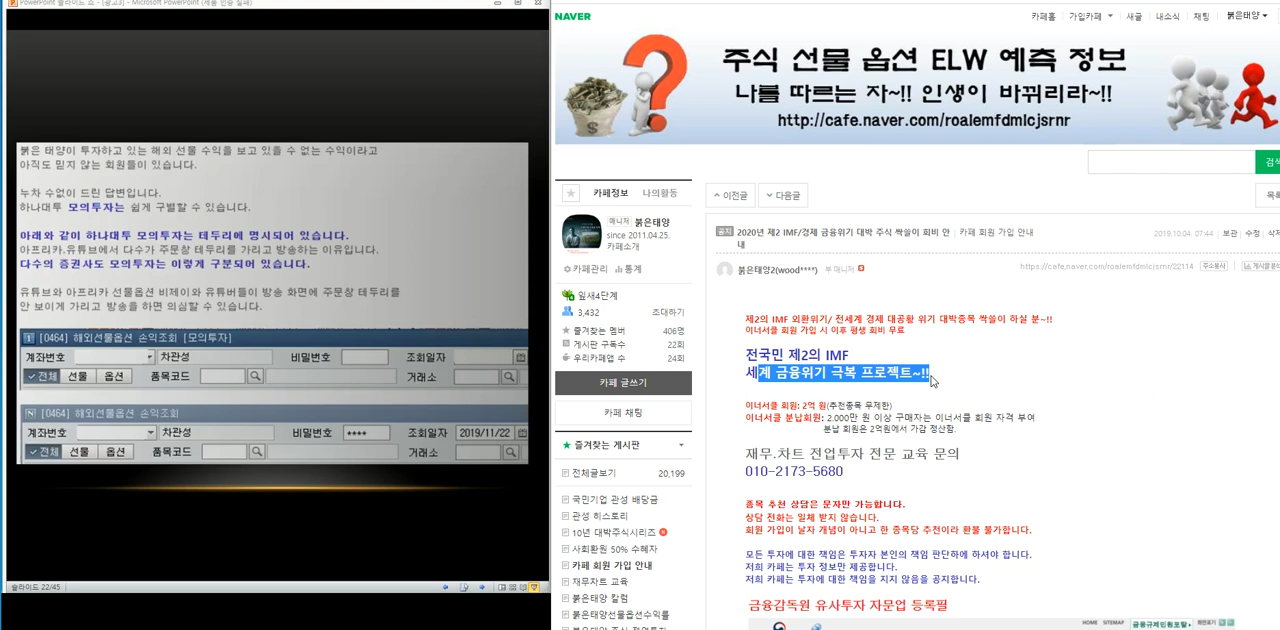 PowerPoint 슬라이드 쇼 - [광고3] - Microsoft PowerPoint (제품 인증 실패)
붉은 태양이 투자하고 있는 해외 선물 수익을 보고 있을 수 없는 수익이라고
아직도 믿지 않는 회원들이 있습니다.
누차 수없이 드린 답변입니다.
하나대투 모의투자는 쉽게 구별할 수 있습니다.
아래와 같이 하나대투 모의투자는 테두리에 명시되어 있습니다.
아프리카.유튜브에서 다수가 주문창 테두리를 가리고 방송하는 이유입니다.
다수의 증권사도 모의투자는 이렇게 구분되어 있습니다.
유튜브와 아프리카 선물옵션 비제이와 유튜버들이 방송 화면에 주문창 테두리를
안 보이게 가리고 방송을 하면 의심할 수 있습니다.
[0464] 해외선물옵션 손익조회 [모의투자]
계좌번호 차관성 비밀번호 조회일자
전체 선물 옵션 품목코드 거래소
[0464] 해외선물옵션 손익조회
계좌번호 차관성 비밀번호 **** 조회일자 2019/11/22
전체 선물 옵션 품목코드 거래소
슬라이드 22/45
NAVER
카페홈 가입카페 새글 내소식 채팅 붉은태양
주식 선물 옵션 ELW 예측 정보
나를 따르는 자~!! 인생이 바뀌리라~!!
http://cafe.naver.com/roalemfdmlcjsrnr
검색
카페정보 나의활동
매니저 붉은태양
since 2011.04.25.
카페소개
카페관리 통계
잎새4단계
3,432 초대하기
즐겨찾는 멤버 406명
게시판 구독수 22회
우리카페앱 수 24회
카페 글쓰기
카페 채팅
즐겨찾는 게시판
전체글보기 20,199
국민기업 관성 배당금
관성 히스토리
10년 대박주식시리즈
사회환원 50% 수혜자
카페 회원 가입 안내
재무차트 교육
붉은태양 칼럼
붉은태양선물옵션수익률
이전글 다음글 목록
공지 2020년 제2 IMF/경제 금융위기 대박 주식 싹쓸이 회비 안내 | 카페 회원 가입 안내
2019.10.04. 07:44 보관 수정 삭제
붉은태양2(wood****) 부매니저
https://cafe.naver.com/roalemfdmlcjsrnr/22114 주소복사
제2의 IMF 외환위기/ 전세계 경제 대공황 위기 대박종목 싹쓸이 하실 분~!!
이너서클 회원 가입 시 이후 평생 회비 무료
전국민 제2의 IMF
세계 금융위기 극복 프로젝트~!!
이너서클 회원: 2억 원(추천종목 무제한)
이너서클 분납회원: 2.000만 원 이상 구매자는 이너서클 회원 자격 부여
분납 회원은 2억원에서 가감 정산함.
재무.차트 전업투자 전문 교육 문의
010-2173-5680
종목 추천 상담은 문자만 가능합니다.
상담 전화는 일체 받지 않습니다.
회원 가입이 날자 개념이 아니고 한 종목당 추천이라 환불 불가합니다.
모든 투자에 대한 책임은 투자자 본인의 책임 판단하에 하셔야 합니다.
저희 카페는 투자 정보만 제공합니다.
저희 카페는 투자에 대한 책임을 지지 않음을 공지합니다.
금융감독원 유사투자 자문업 등록필
HOME SITEMAP 금융규제민원포털 화면크기